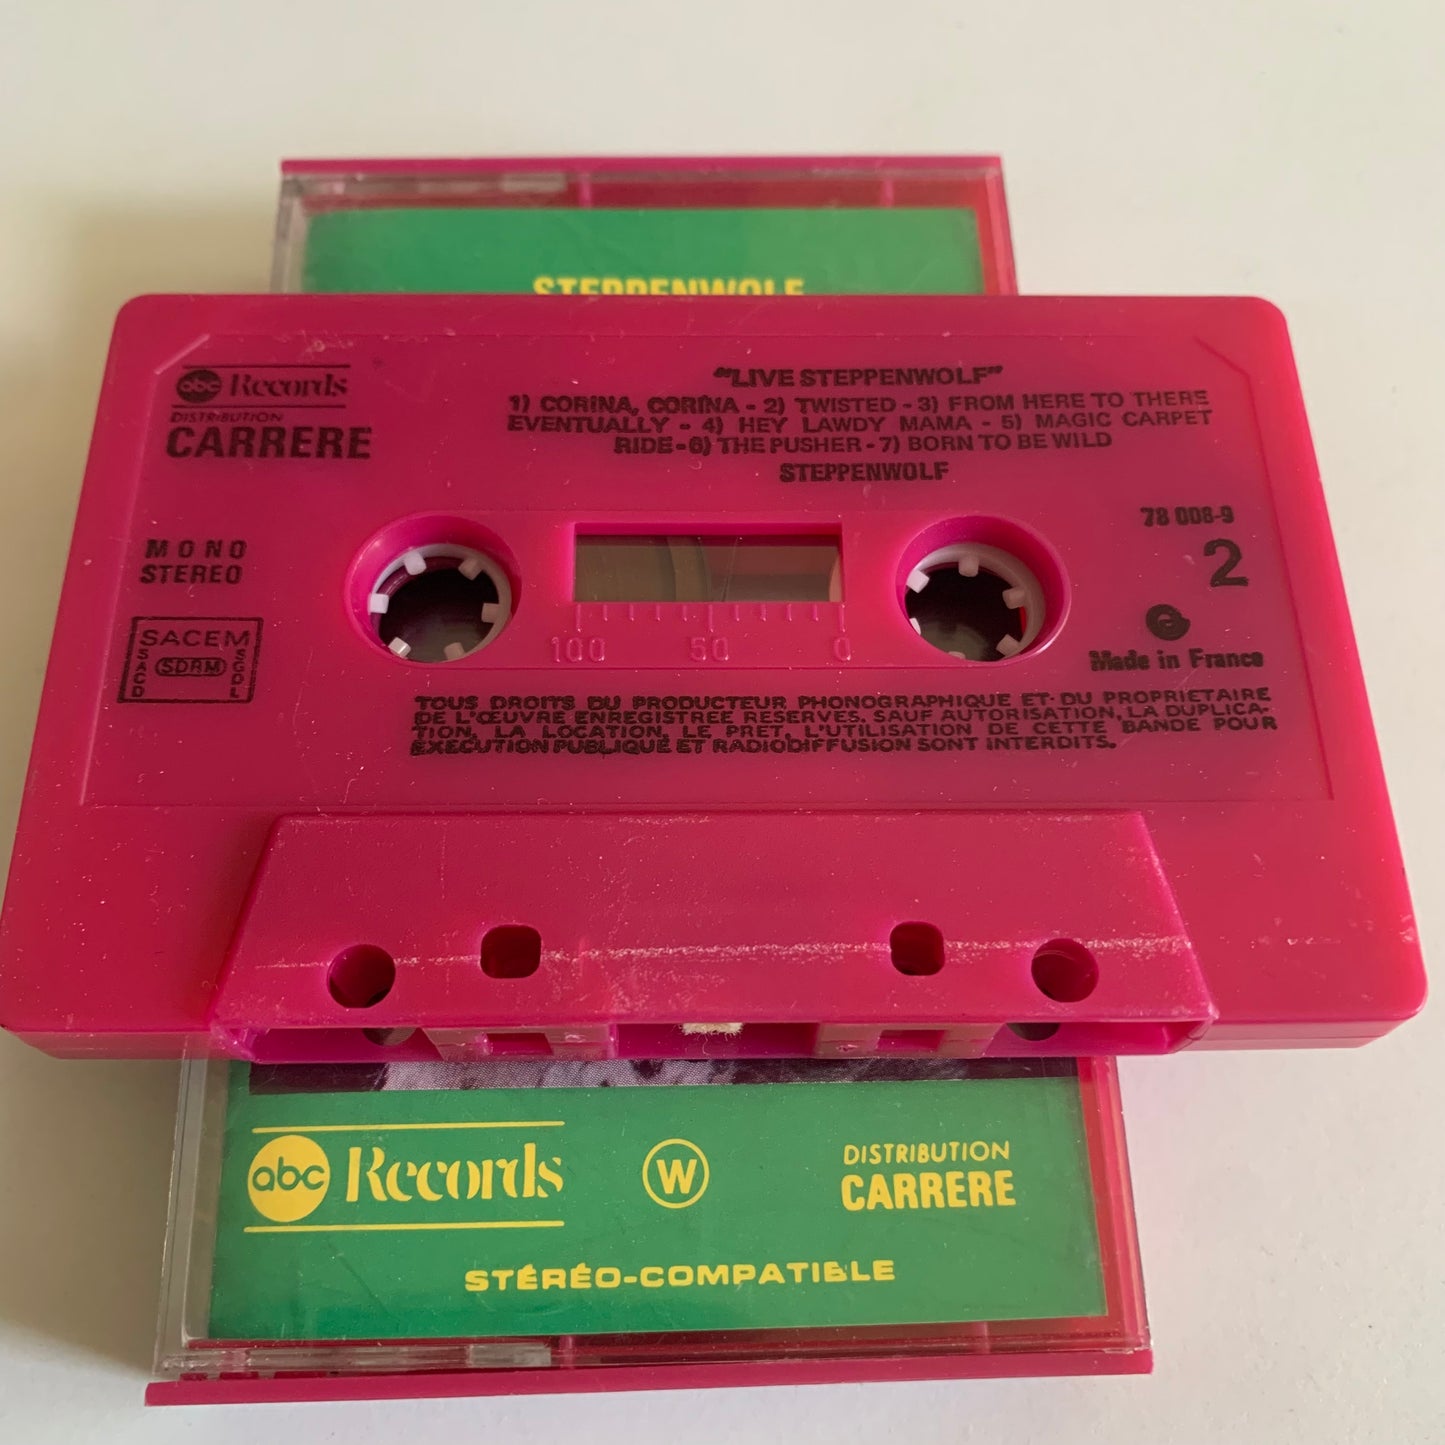 STEPPENWOLF
abc Records
DISTRIBUTION
CARRERE
"LIVE STEPPENWOLF"
1) CORINA, CORINA - 2) TWISTED - 3) FROM HERE TO THERE
EVENTUALLY - 4) HEY LAWDY MAMA - 5) MAGIC CARPET
RIDE - 6) THE PUSHER - 7) BORN TO BE WILD
STEPPENWOLF
MONO
STEREO
78 008-9
2
Made in France
SACEM
SACD
SDRM
SGDL
100 50 0
TOUS DROITS DU PRODUCTEUR PHONOGRAPHIQUE ET DU PROPRIETAIRE
DE L'ŒUVRE ENREGISTREE RESERVES. SAUF AUTORISATION, LA DUPLICA-
TION, LA LOCATION, LE PRET, L'UTILISATION DE CETTE BANDE POUR
EXECUTION PUBLIQUE ET RADIODIFFUSION SONT INTERDITS.
abc Records
W
DISTRIBUTION
CARRERE
STÉRÉO-COMPATIBLE